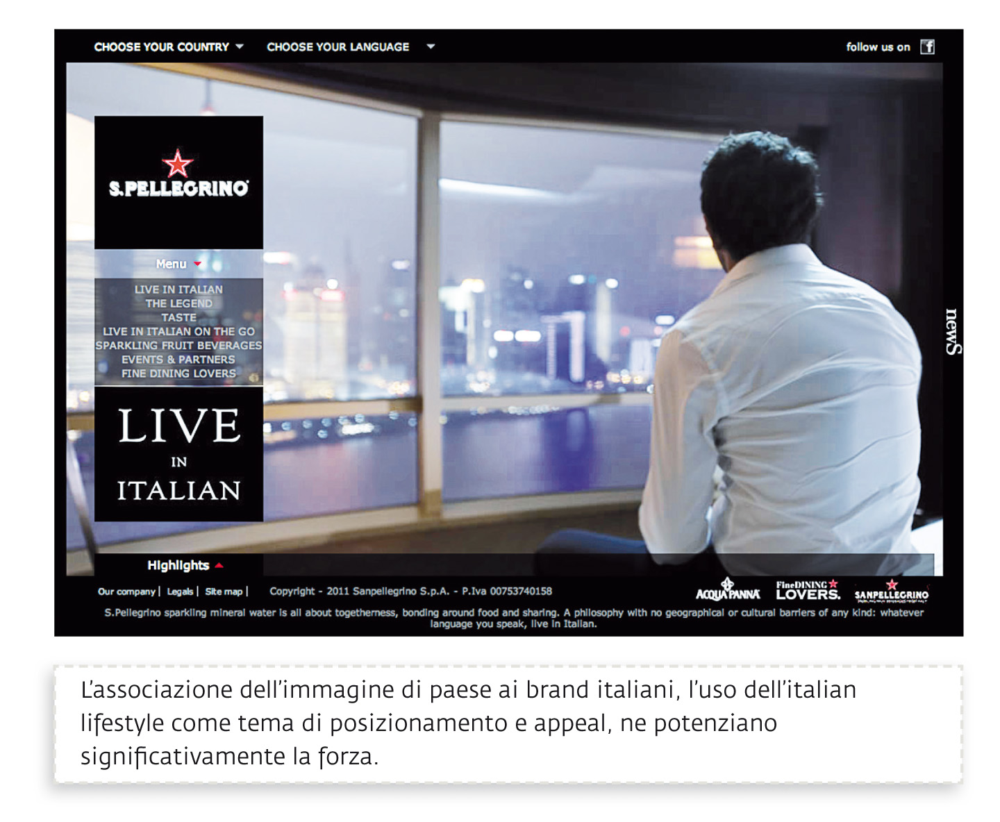 CHOOSE YOUR COUNTRY
CHOOSE YOUR LANGUAGE
follow us on f
S.PELLEGRINO
Menu
LIVE IN ITALIAN
THE LEGEND
TASTE
LIVE IN ITALIAN ON THE GO
SPARKLING FRUIT BEVERAGES
EVENTS & PARTNERS
FINE DINING LOVERS
LIVE
IN
ITALIAN
newS
Highlights
Our company | Legals | Site map |
Copyright - 2011 Sanpellegrino S.p.A. - P.Iva 00753740158
ACQUA PANNA
FineDINING
LOVERS.
SANPELLEGRINO
S.Pellegrino sparkling mineral water is all about togetherness, bonding around food and sharing. A philosophy with no geographical or cultural barriers of any kind: whatever
language you speak, live in Italian.
L'associazione dell'immagine di paese ai brand italiani, l'uso dell'italian
lifestyle come tema di posizionamento e appeal, ne potenziano
significativamente la forza.